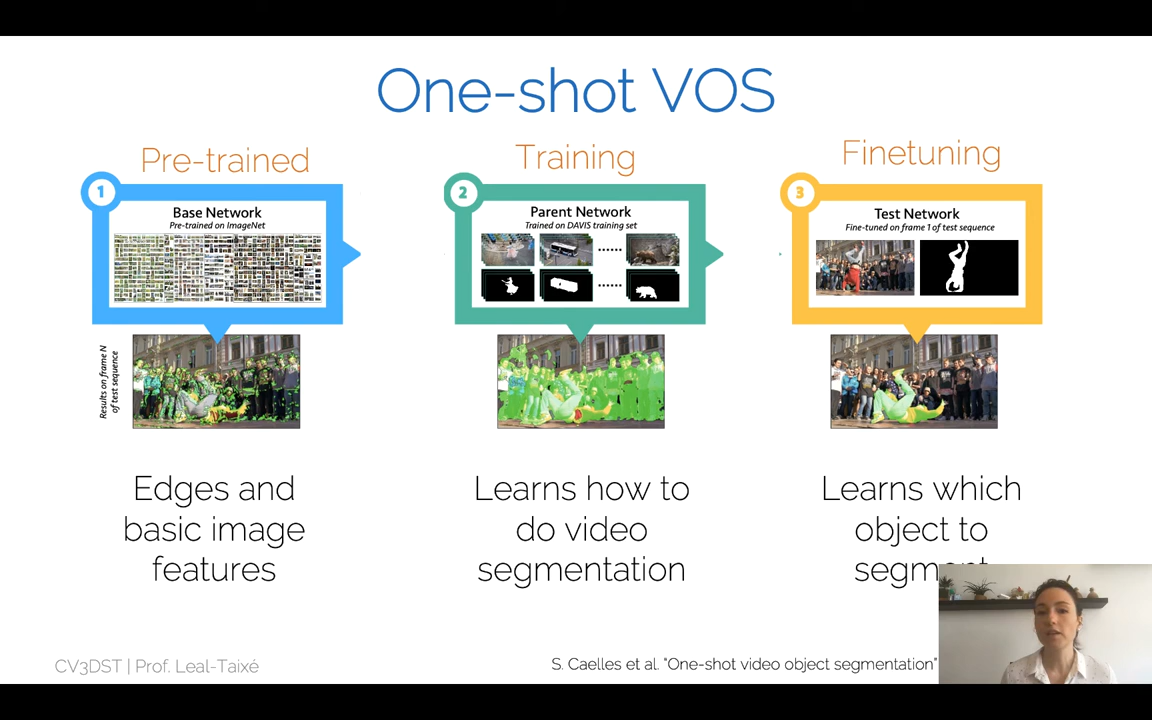 One-shot VOS
Pre-trained
Training
Finetuning
1
Base Network
Pre-trained on ImageNet
2
Parent Network
Trained on DAVIS training set
3
Test Network
Fine-tuned on frame 1 of test sequence
Results on frame N
of test sequence
Edges and
basic image
features
Learns how to
do video
segmentation
Learns which
object to
segment
CV3DST | Prof. Leal-Taixé
S. Caelles et al. "One-shot video object segmentation"